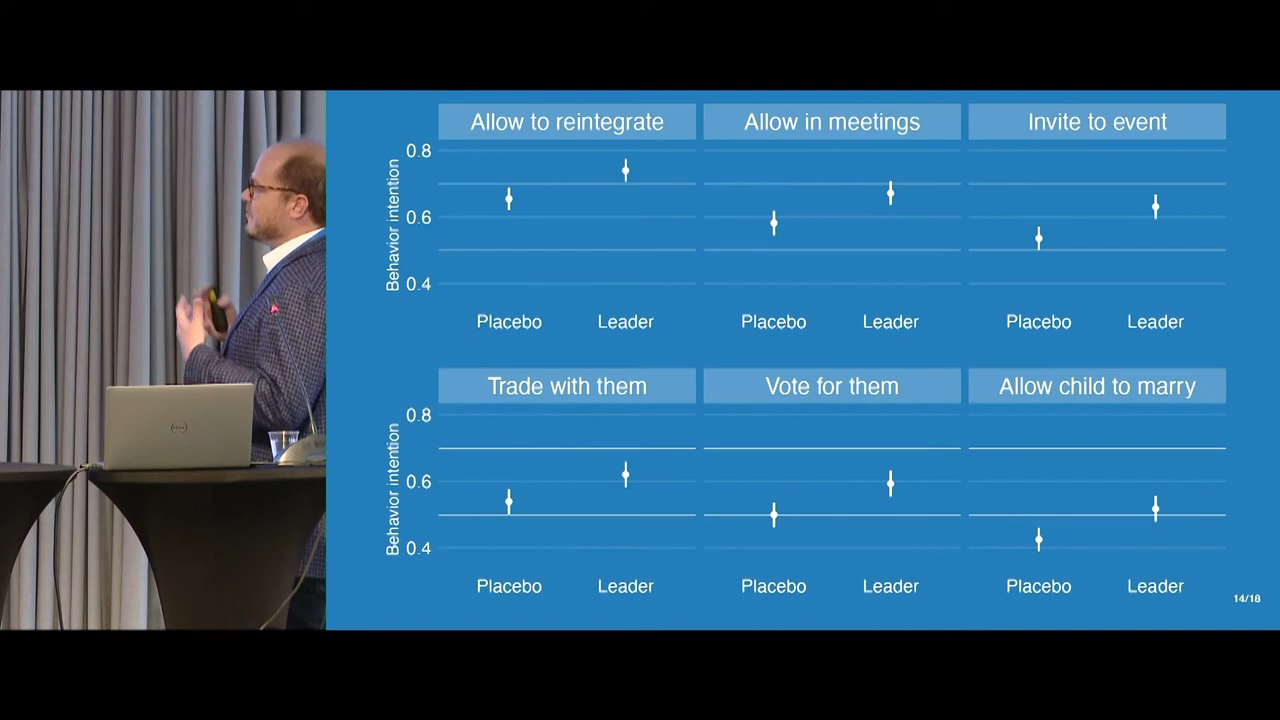 Allow to reintegrate
Allow in meetings
Invite to event
Behavior intention
0.8
0.6
0.4
Placebo
Leader
Placebo
Leader
Placebo
Leader
Trade with them
Vote for them
Allow child to marry
Behavior intention
0.8
0.6
0.4
Placebo
Leader
Placebo
Leader
Placebo
Leader
14/18
DELL